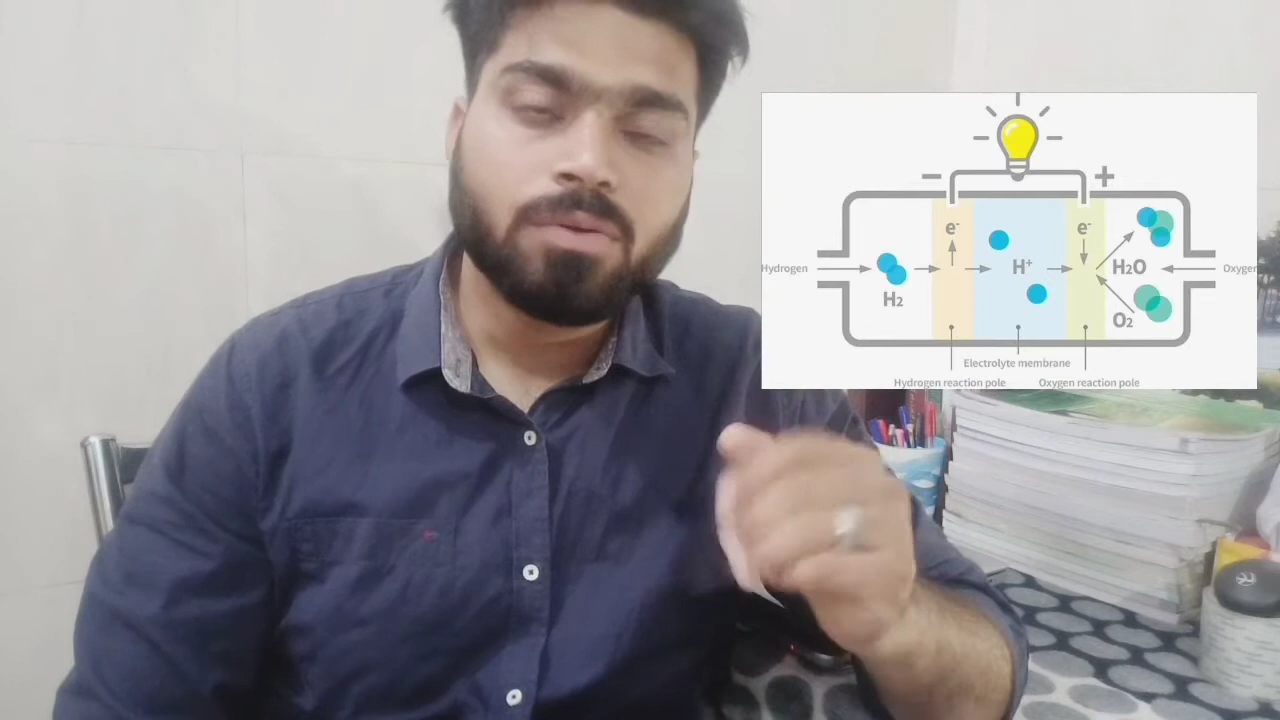 − +
e⁻ e⁻
Hydrogen H⁺ H₂O Oxygen
H₂
O₂
Electrolyte membrane
Hydrogen reaction pole Oxygen reaction pole